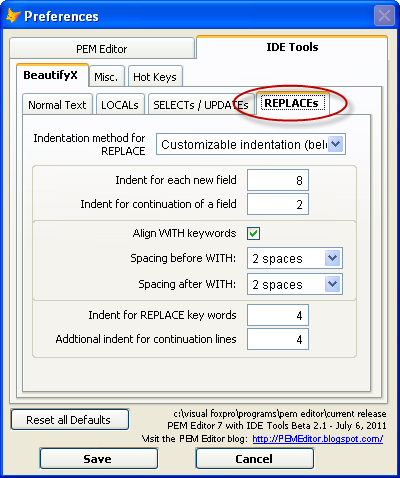 Preferences
PEM Editor
IDE Tools
BeautifyX
Misc.
Hot Keys
Normal Text
LOCALs
SELECTs / UPDATEs
REPLACEs
Indentation method for
REPLACE
Customizable indentation (belo
Indent for each new field
8
Indent for continuation of a field
2
Align WITH keywords
Spacing before WITH:
2 spaces
Spacing after WITH:
2 spaces
Indent for REPLACE key words
4
Addtional indent for continuation lines
4
Reset all Defaults
c:\visual foxpro\programs\pem editor\current release
PEM Editor 7 with IDE Tools Beta 2.1 - July 6, 2011
Visit the PEM Editor blog: http://PEMEditor.blogspot.com/
Save
Cancel